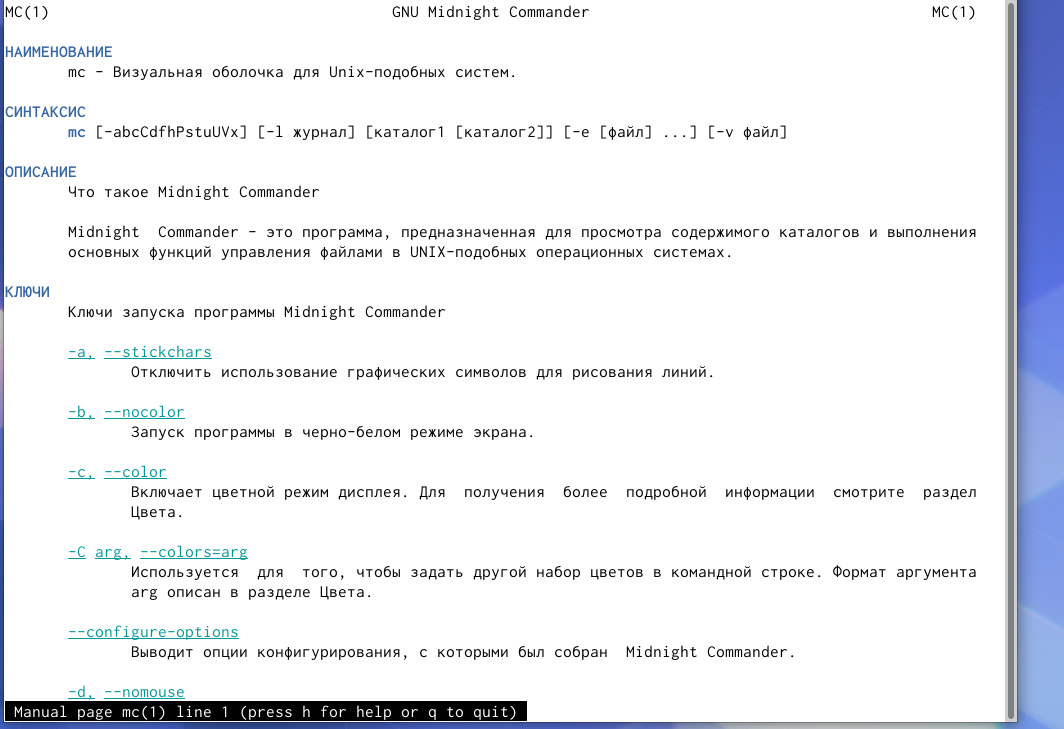 MC(1) GNU Midnight Commander MC(1)
НАИМЕНОВАНИЕ
mc - Визуальная оболочка для Unix-подобных систем.
СИНТАКСИС
mc [-abcCdfhPstuUVx] [-l журнал] [каталог1 [каталог2]] [-e [файл] ...] [-v файл]
ОПИСАНИЕ
Что такое Midnight Commander
Midnight Commander - это программа, предназначенная для просмотра содержимого каталогов и выполнения
основных функций управления файлами в UNIX-подобных операционных системах.
КЛЮЧИ
Ключи запуска программы Midnight Commander
-a, --stickchars
Отключить использование графических символов для рисования линий.
-b, --nocolor
Запуск программы в черно-белом режиме экрана.
-c, --color
Включает цветной режим дисплея. Для получения более подробной информации смотрите раздел
Цвета.
-C arg, --colors=arg
Используется для того, чтобы задать другой набор цветов в командной строке. Формат аргумента
arg описан в разделе Цвета.
--configure-options
Выводит опции конфигурирования, с которыми был собран Midnight Commander.
-d, --nomouse
Manual page mc(1) line 1 (press h for help or q to quit)